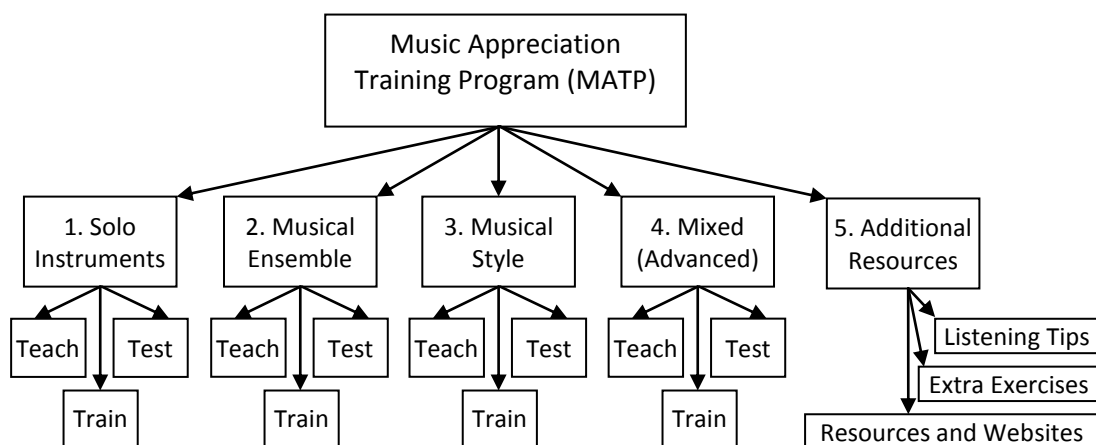 Music Appreciation
Training Program (MATP)
1. Solo
Instruments
2. Musical
Ensemble
3. Musical
Style
4. Mixed
(Advanced)
5. Additional
Resources
Teach
Test
Train
Teach
Test
Train
Teach
Test
Train
Teach
Test
Train
Listening Tips
Extra Exercises
Resources and Websites